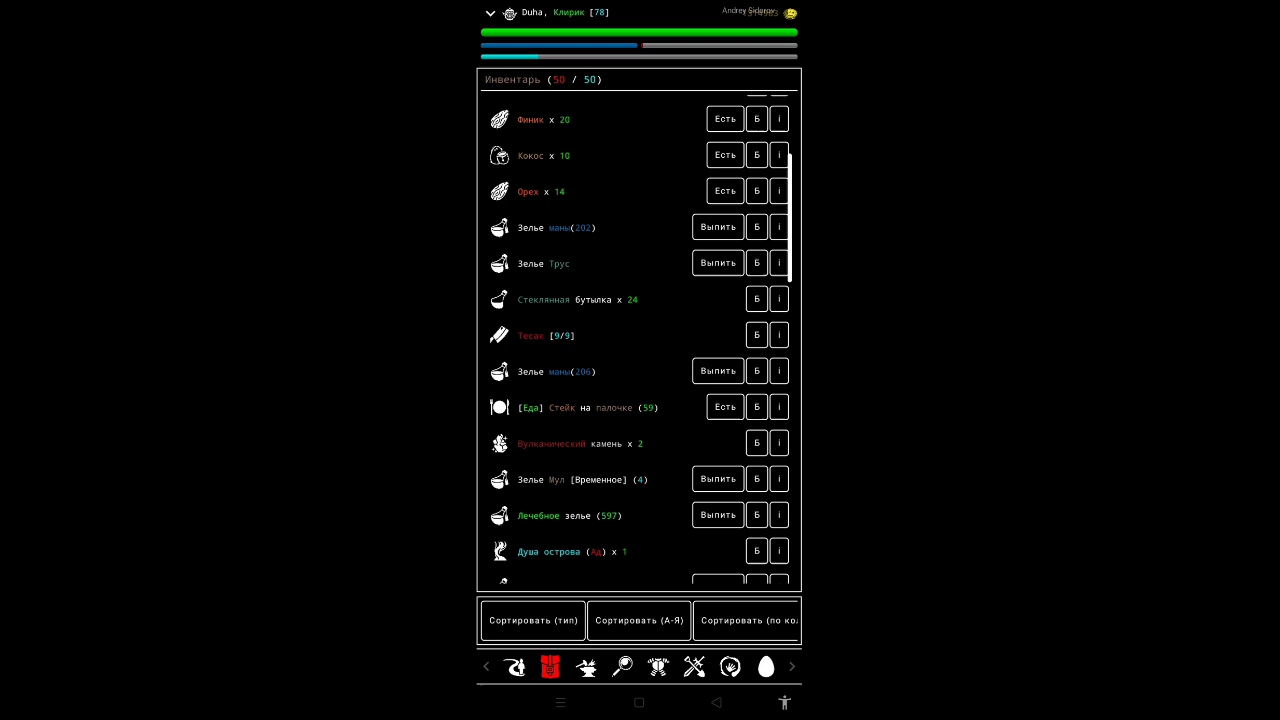 Duha, Клирик [78]
Andrey Sidorov
Инвентарь (50 / 50)
Финик x 20 Есть Б i
Кокос x 10 Есть Б i
Орех x 14 Есть Б i
Зелье маны(202) Выпить Б i
Зелье Трус Выпить Б i
Стеклянная бутылка x 24 Б i
Тесак [9/9] Б i
Зелье маны(206) Выпить Б i
[Еда] Стейк на палочке (59) Есть Б i
Вулканический камень x 2 Б i
Зелье Мул [Временное] (4) Выпить Б i
Лечебное зелье (597) Выпить Б i
Душа острова (Ад) x 1 Б i
Сортировать (тип) Сортировать (А-Я) Сортировать (по кол